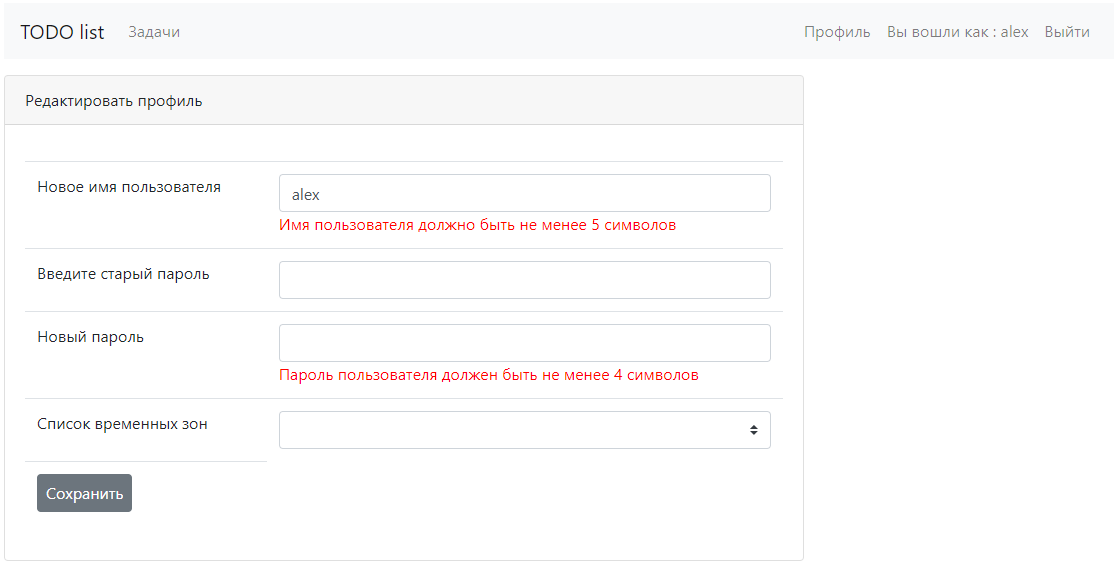 TODO list Задачи Профиль Вы вошли как : alex Выйти
Редактировать профиль
Новое имя пользователя alex
Имя пользователя должно быть не менее 5 символов
Введите старый пароль
Новый пароль
Пароль пользователя должен быть не менее 4 символов
Список временных зон
Сохранить